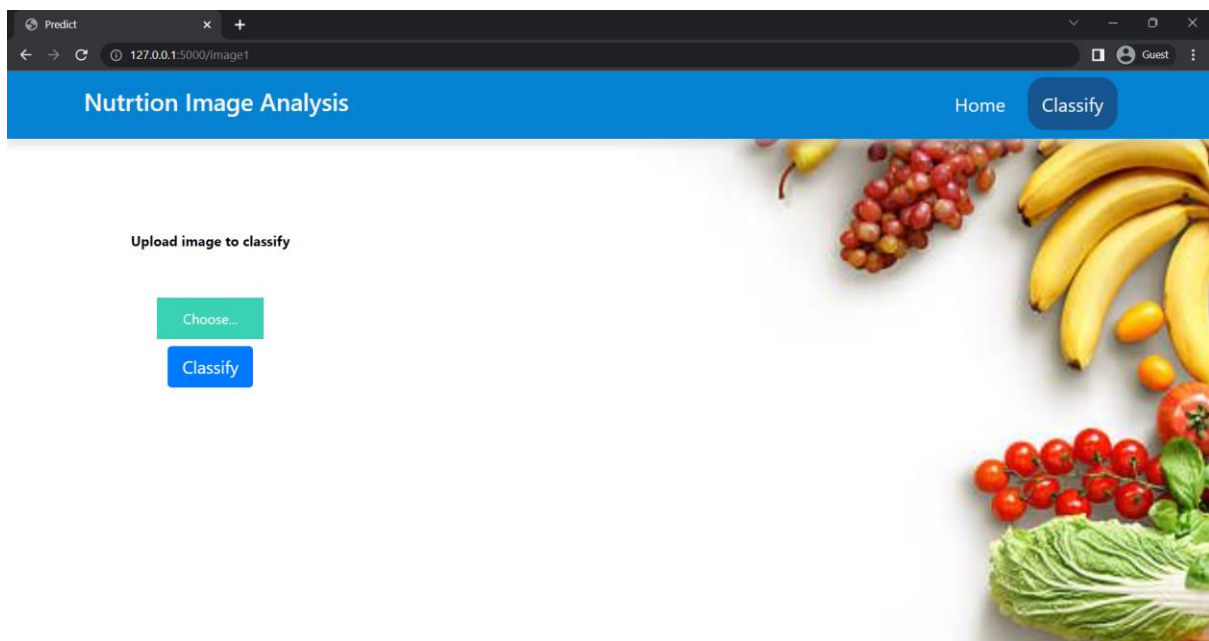 Predict
127.0.0.1:5000/image1
Guest
Nutrtion Image Analysis
Home
Classify
Upload image to classify
Choose...
Classify